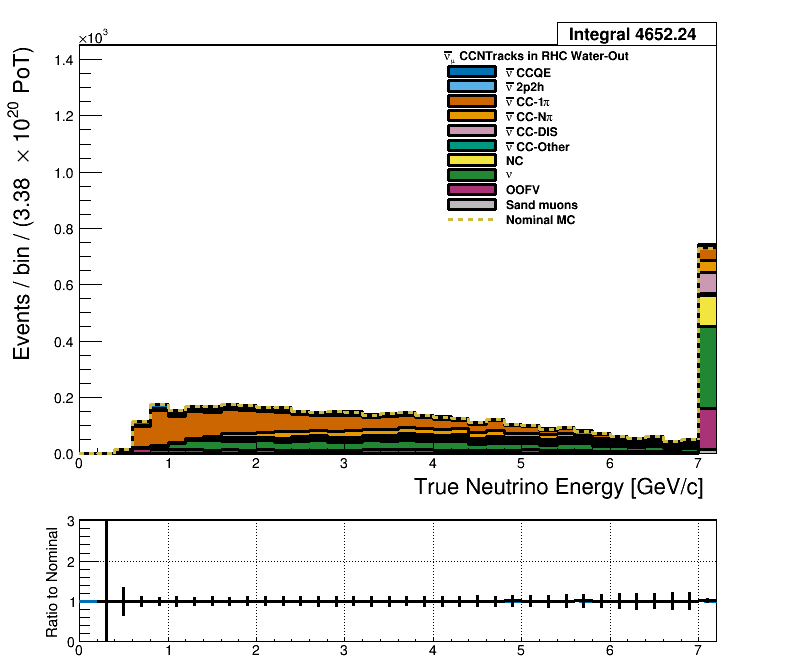 Integral 4652.24
×10³
ν̅μ CCNTracks in RHC Water-Out
ν̅ CCQE
ν̅ 2p2h
ν̅ CC-1π
ν̅ CC-Nπ
ν̅ CC-DIS
ν̅ CC-Other
NC
ν
OOFV
Sand muons
Nominal MC
Events / bin / (3.38 × 10²⁰ PoT)
1.4
1.2
1.0
0.8
0.6
0.4
0.2
0.0
0 1 2 3 4 5 6 7
True Neutrino Energy [GeV/c]
Ratio to Nominal
3
2
1
0
0 1 2 3 4 5 6 7